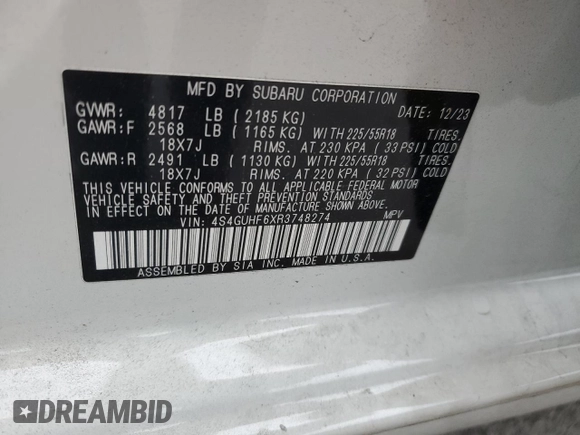 MFD BY SUBARU CORPORATION
GVWR: 4817 LB (2185 KG) DATE: 12/23
GAWR:F 2568 LB (1165 KG) WITH 225/55R18 TIRES.
18X7J RIMS. AT 230 KPA (33 PSI) COLD
GAWR:R 2491 LB (1130 KG) WITH 225/55R18 TIRES.
18X7J RIMS. AT 220 KPA (32 PSI) COLD
THIS VEHICLE CONFORMS TO ALL APPLICABLE FEDERAL MOTOR
VEHICLE SAFETY AND THEFT PREVENTION STANDARDS
IN EFFECT ON THE DATE OF MANUFACTURE SHOWN ABOVE.
VIN: 4S4GUHF6XR3748274 MPV
ASSEMBLED BY SIA INC. MADE IN U.S.A.
DREAMBID